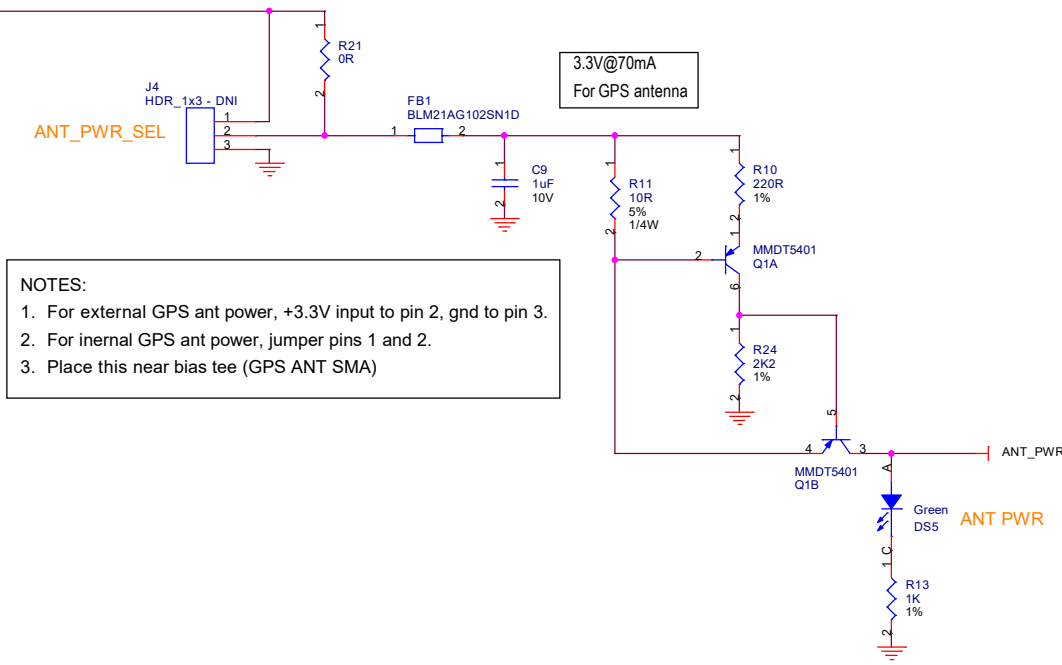 1
R21
0R
2
J4
HDR_1x3 - DNI
1
2
3
ANT_PWR_SEL
FB1
BLM21AG102SN1D
1
2
3.3V@70mA
For GPS antenna
1
C9
1uF
10V
2
1
R11
10R
5%
1/4W
2
1
R10
220R
1%
2
1
2
MMDT5401
Q1A
6
NOTES:
1. For external GPS ant power, +3.3V input to pin 2, gnd to pin 3.
2. For inernal GPS ant power, jumper pins 1 and 2.
3. Place this near bias tee (GPS ANT SMA)
1
R24
2K2
1%
2
5
4
3
MMDT5401
Q1B
ANT_PWR
A
Green
DS5
ANT PWR
C
1
R13
1K
1%
2